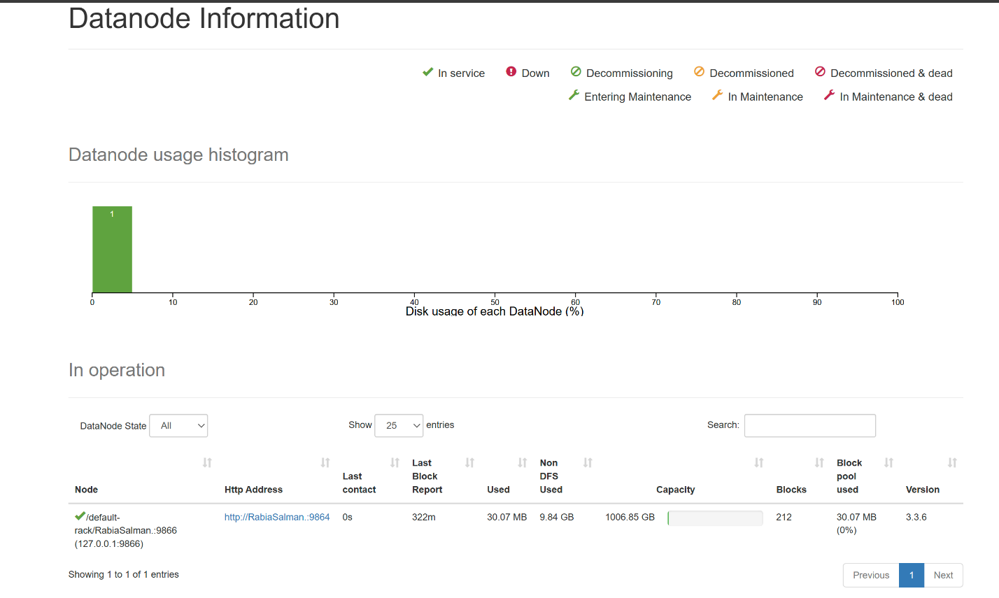 Datanode Information
In service Down Decommissioning Decommissioned Decommissioned & dead
Entering Maintenance In Maintenance In Maintenance & dead
Datanode usage histogram
1
0 10 20 30 40 50 60 70 80 90 100
Disk usage of each DataNode (%)
In operation
DataNode State All Show 25 entries Search:
Node Http Address Last contact Last Block Report Used Non DFS Used Capacity Blocks Block pool used Version
/default-
rack/RabiaSalman.:9866
(127.0.0.1:9866)
http://RabiaSalman.:9864 0s 322m 30.07 MB 9.84 GB 1006.85 GB 212 30.07 MB
(0%)
3.3.6
Showing 1 to 1 of 1 entries Previous 1 Next